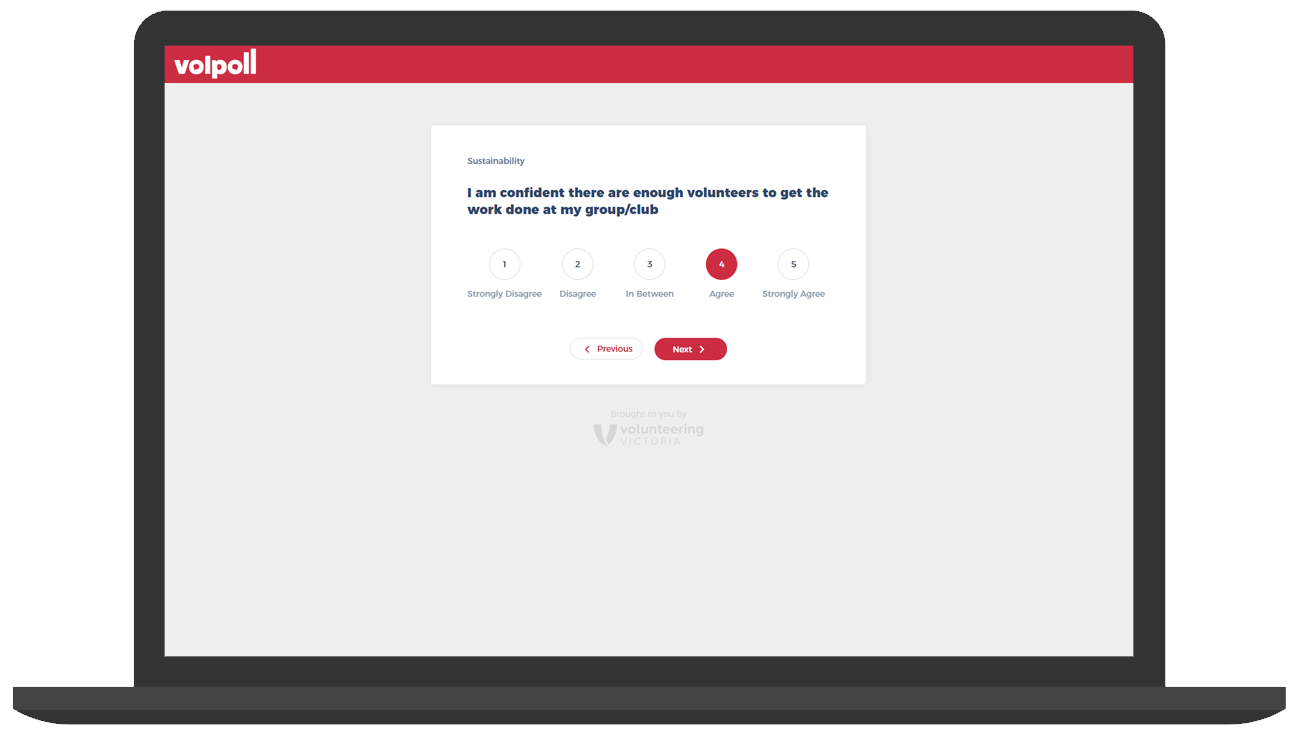 volpoll
Sustainability
I am confident there are enough volunteers to get the
work done at my group/club
1 2 3 4 5
Strongly Disagree Disagree In Between Agree Strongly Agree
Previous Next
Brought to you by
volunteering
VICTORIA